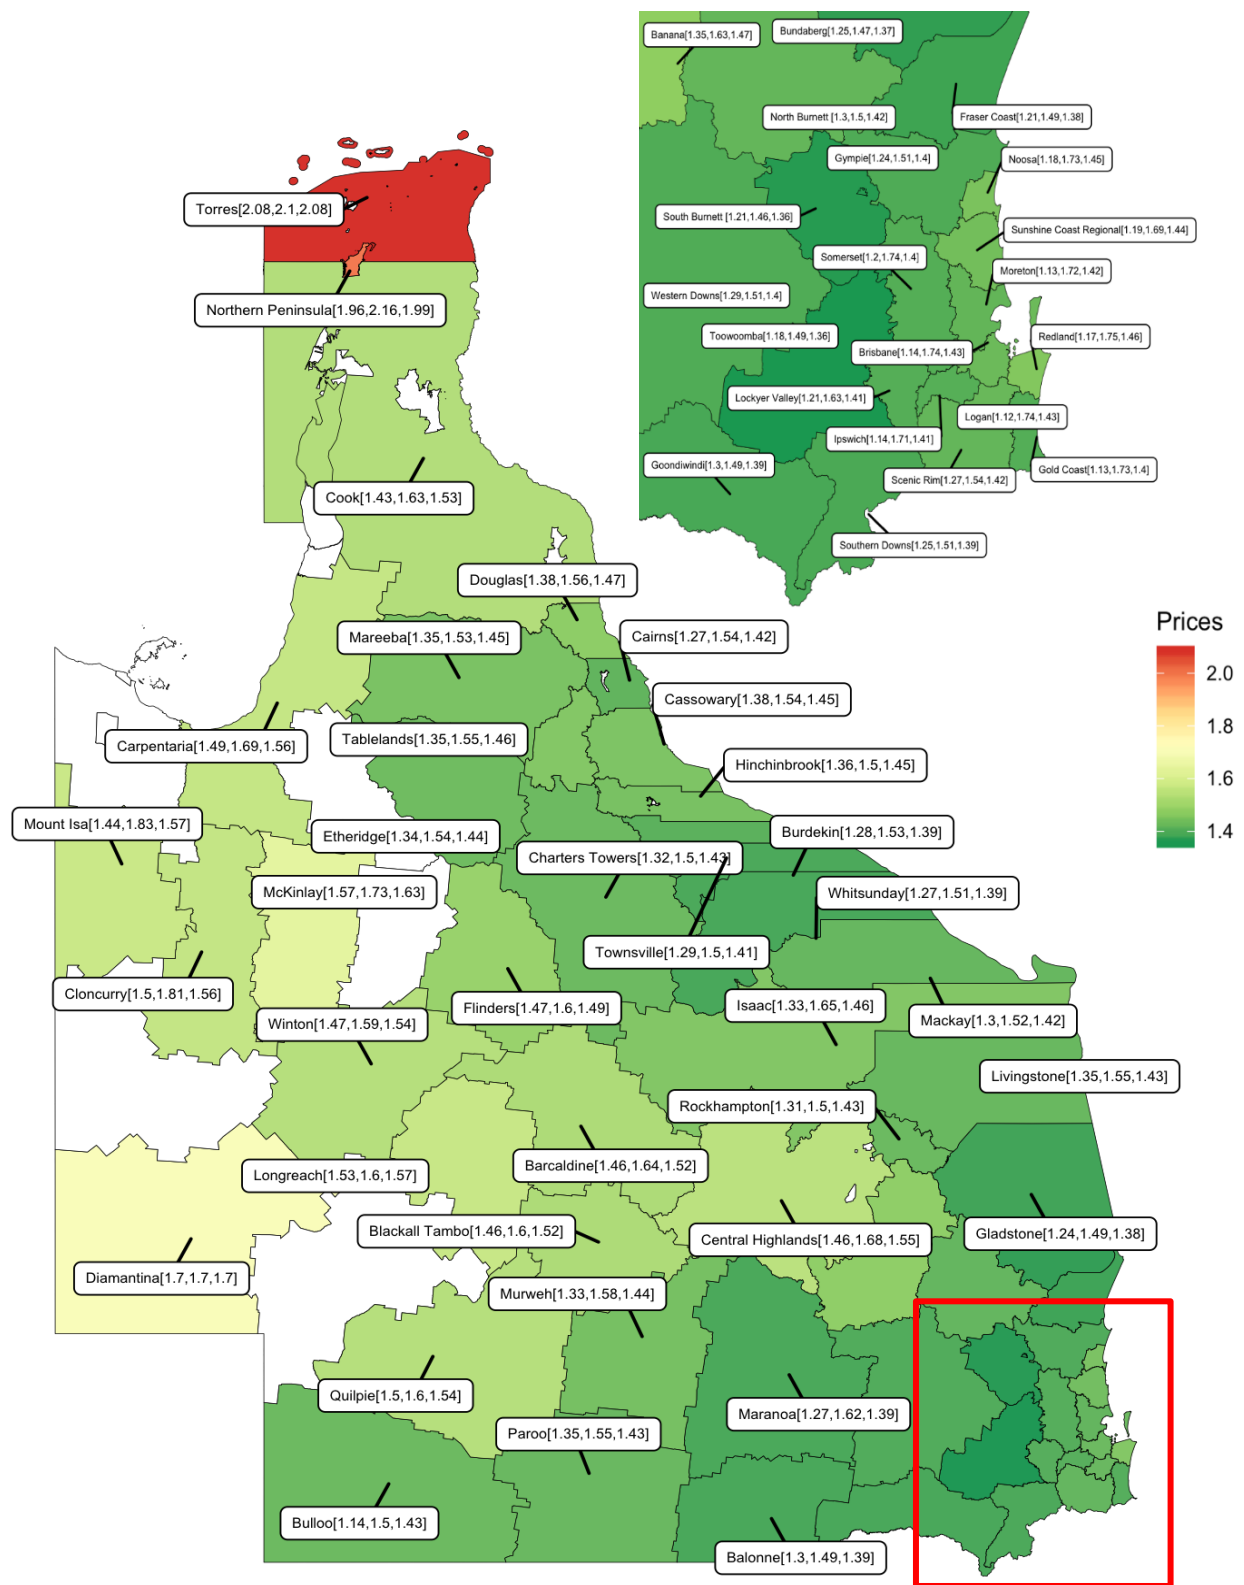 Banana[1.35,1.63,1.47]
Bundaberg[1.25,1.47,1.37]
North Burnett [1.3,1.5,1.42]
Fraser Coast[1.21,1.49,1.38]
Gympie[1.24,1.51,1.4]
Noosa[1.18,1.73,1.45]
South Burnett [1.21,1.46,1.36]
Sunshine Coast Regional[1.19,1.69,1.44]
Somerset[1.2,1.74,1.4]
Moreton[1.13,1.72,1.42]
Western Downs[1.29,1.51,1.4]
Toowoomba[1.18,1.49,1.36]
Redland[1.17,1.75,1.46]
Brisbane[1.14,1.74,1.43]
Lockyer Valley[1.21,1.63,1.41]
Logan[1.12,1.74,1.43]
Ipswich[1.14,1.71,1.41]
Goondiwindi[1.3,1.49,1.39]
Gold Coast[1.13,1.73,1.4]
Scenic Rim[1.27,1.54,1.42]
Southern Downs[1.25,1.51,1.39]
Torres[2.08,2.1,2.08]
Northern Peninsula[1.96,2.16,1.99]
Cook[1.43,1.63,1.53]
Douglas[1.38,1.56,1.47]
Mareeba[1.35,1.53,1.45]
Cairns[1.27,1.54,1.42]
Cassowary[1.38,1.54,1.45]
Carpentaria[1.49,1.69,1.56]
Tablelands[1.35,1.55,1.46]
Hinchinbrook[1.36,1.5,1.45]
Prices
2.0
1.8
1.6
1.4
Mount Isa[1.44,1.83,1.57]
Etheridge[1.34,1.54,1.44]
Burdekin[1.28,1.53,1.39]
Charters Towers[1.32,1.5,1.43]
McKinlay[1.57,1.73,1.63]
Whitsunday[1.27,1.51,1.39]
Townsville[1.29,1.5,1.41]
Cloncurry[1.5,1.81,1.56]
Flinders[1.47,1.6,1.49]
Isaac[1.33,1.65,1.46]
Winton[1.47,1.59,1.54]
Mackay[1.3,1.52,1.42]
Livingstone[1.35,1.55,1.43]
Rockhampton[1.31,1.5,1.43]
Longreach[1.53,1.6,1.57]
Barcaldine[1.46,1.64,1.52]
Blackall Tambo[1.46,1.6,1.52]
Central Highlands[1.46,1.68,1.55]
Gladstone[1.24,1.49,1.38]
Diamantina[1.7,1.7,1.7]
Murweh[1.33,1.58,1.44]
Quilpie[1.5,1.6,1.54]
Maranoa[1.27,1.62,1.39]
Paroo[1.35,1.55,1.43]
Bulloo[1.14,1.5,1.43]
Balonne[1.3,1.49,1.39]